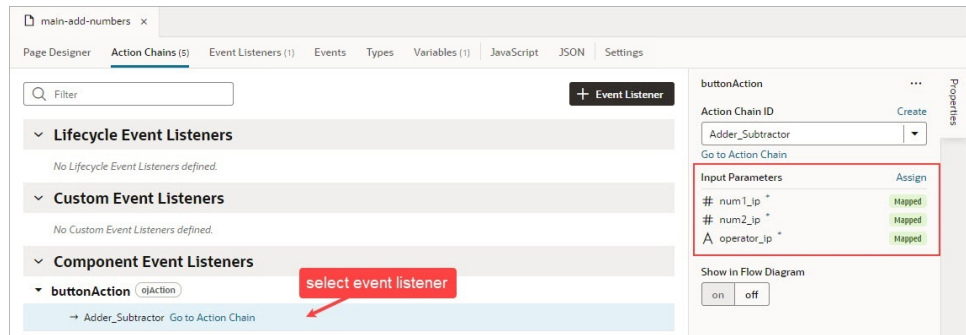 main-add-numbers ×
Page Designer Action Chains (5) Event Listeners (1) Events Types Variables (1) JavaScript JSON Settings
Filter
+ Event Listener
Lifecycle Event Listeners
No Lifecycle Event Listeners defined.
Custom Event Listeners
No Custom Event Listeners defined.
Component Event Listeners
buttonAction ojAction
→ Adder_Subtractor Go to Action Chain
select event listener
buttonAction ...
Action Chain ID Create
Adder_Subtractor
Go to Action Chain
Input Parameters Assign
# num1_ip * Mapped
# num2_ip * Mapped
A operator_ip * Mapped
Show in Flow Diagram
on off
Properties